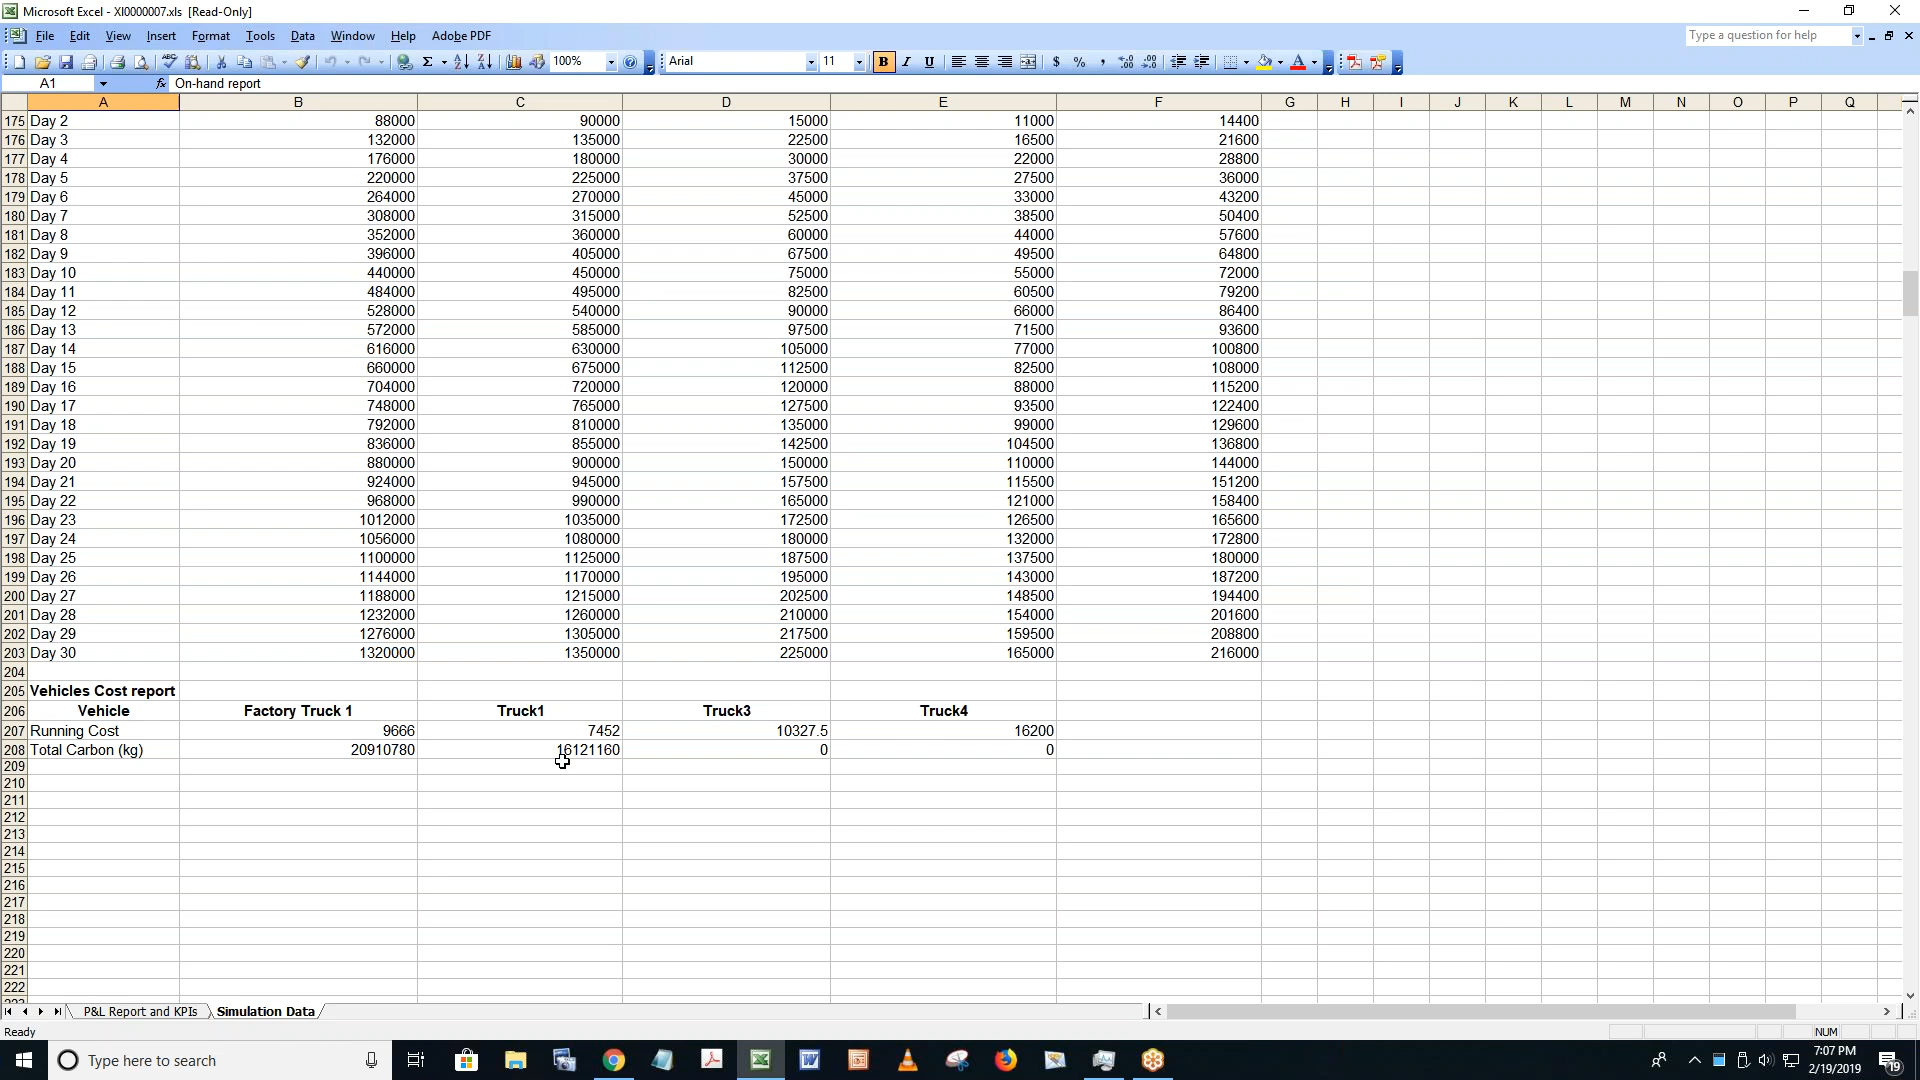 Microsoft Excel - XI0000007.xls [Read-Only]
File Edit View Insert Format Tools Data Window Help Adobe PDF Type a question for help
100% Arial 11 B I U $ % ,
A1 fx On-hand report
A B C D E F G H I J K L M N O P Q
175 Day 2 88000 90000 15000 11000 14400
176 Day 3 132000 135000 22500 16500 21600
177 Day 4 176000 180000 30000 22000 28800
178 Day 5 220000 225000 37500 27500 36000
179 Day 6 264000 270000 45000 33000 43200
180 Day 7 308000 315000 52500 38500 50400
181 Day 8 352000 360000 60000 44000 57600
182 Day 9 396000 405000 67500 49500 64800
183 Day 10 440000 450000 75000 55000 72000
184 Day 11 484000 495000 82500 60500 79200
185 Day 12 528000 540000 90000 66000 86400
186 Day 13 572000 585000 97500 71500 93600
187 Day 14 616000 630000 105000 77000 100800
188 Day 15 660000 675000 112500 82500 108000
189 Day 16 704000 720000 120000 88000 115200
190 Day 17 748000 765000 127500 93500 122400
191 Day 18 792000 810000 135000 99000 129600
192 Day 19 836000 855000 142500 104500 136800
193 Day 20 880000 900000 150000 110000 144000
194 Day 21 924000 945000 157500 115500 151200
195 Day 22 968000 990000 165000 121000 158400
196 Day 23 1012000 1035000 172500 126500 165600
197 Day 24 1056000 1080000 180000 132000 172800
198 Day 25 1100000 1125000 187500 137500 180000
199 Day 26 1144000 1170000 195000 143000 187200
200 Day 27 1188000 1215000 202500 148500 194400
201 Day 28 1232000 1260000 210000 154000 201600
202 Day 29 1276000 1305000 217500 159500 208800
203 Day 30 1320000 1350000 225000 165000 216000
204
205 Vehicles Cost report
206 Vehicle Factory Truck 1 Truck1 Truck3 Truck4
207 Running Cost 9666 7452 10327.5 16200
208 Total Carbon (kg) 20910780 16121160 0 0
209
210
211
212
213
214
215
216
217
218
219
220
221
222
P&L Report and KPIs Simulation Data
Ready NUM
Type here to search 7:07 PM
2/19/2019 19